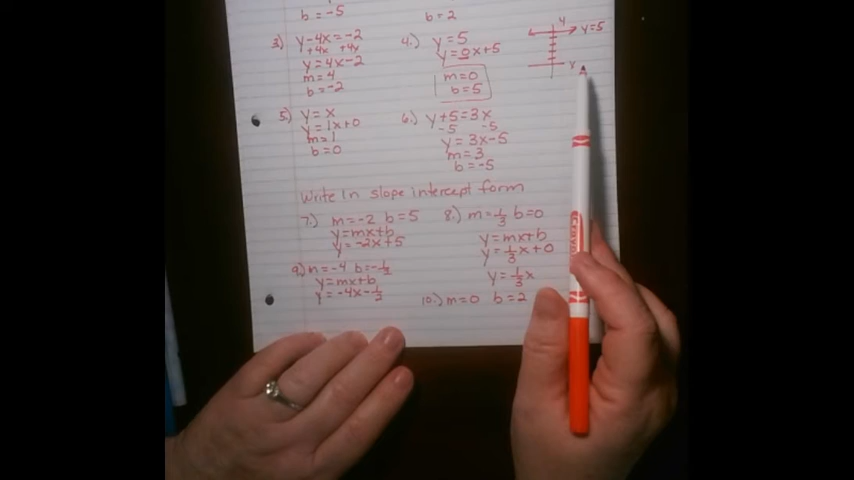 b=-5
b=2
3.) y-4x=-2
+4x +4x
y=4x-2
m=4
b=-2
4.) y=5
y=0x+5
m=0
b=5
y
y=5
x
5.) y=x
y=1x+0
m=1
b=0
6.) y+5=3x
-5 -5
y=3x-5
m=3
b=-5
Write in slope intercept form
7.) m=-2 b=5
y=mx+b
y=-2x+5
8.) m=1/3 b=0
y=mx+b
y=1/3x+0
y=1/3x
9.) m=-4 b=-1/2
y=mx+b
y=-4x-1/2
10.) m=0 b=2
Crayola